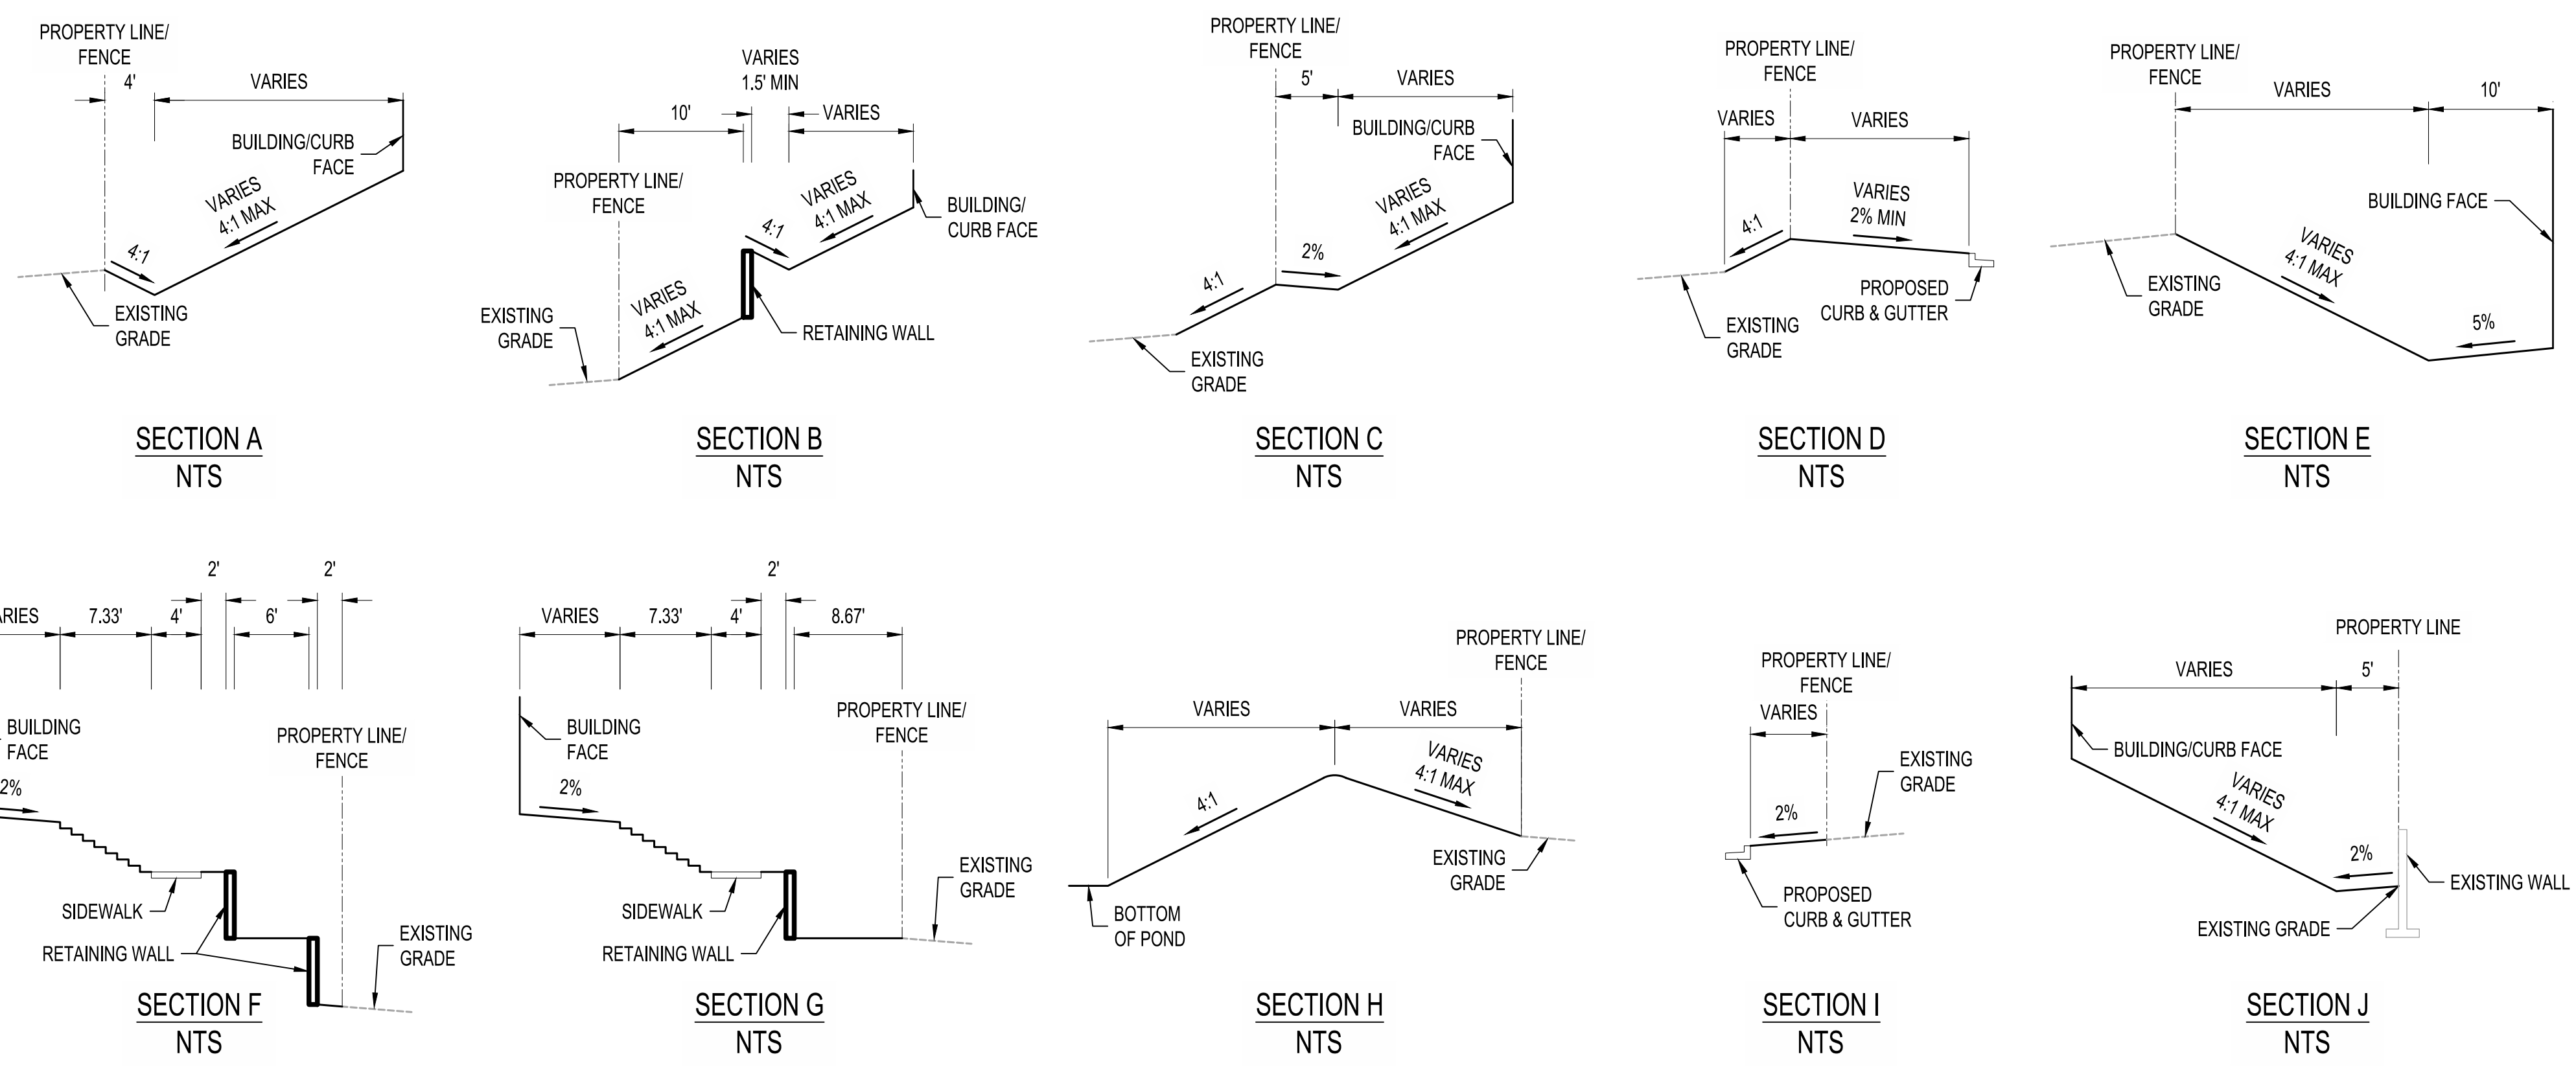 PROPERTY LINE/
FENCE
4'
VARIES
BUILDING/CURB
FACE
VARIES
4:1 MAX
4:1
EXISTING
GRADE
SECTION A
NTS
VARIES
1.5' MIN
10'
VARIES
PROPERTY LINE/
FENCE
4:1
VARIES
4:1 MAX
BUILDING/
CURB FACE
VARIES
4:1 MAX
EXISTING
GRADE
RETAINING WALL
SECTION B
NTS
PROPERTY LINE/
FENCE
5'
VARIES
BUILDING/CURB
FACE
VARIES
4:1 MAX
2%
4:1
EXISTING
GRADE
SECTION C
NTS
PROPERTY LINE/
FENCE
VARIES
VARIES
VARIES
2% MIN
4:1
PROPOSED
CURB & GUTTER
EXISTING
GRADE
SECTION D
NTS
PROPERTY LINE/
FENCE
VARIES
10'
BUILDING FACE
VARIES
4:1 MAX
EXISTING
GRADE
5%
SECTION E
NTS
2'
2'
ARIES
7.33'
4'
6'
BUILDING
FACE
PROPERTY LINE/
FENCE
2%
SIDEWALK
RETAINING WALL
EXISTING
GRADE
SECTION F
NTS
2'
VARIES
7.33'
4'
8.67'
BUILDING
FACE
PROPERTY LINE/
FENCE
2%
SIDEWALK
RETAINING WALL
EXISTING
GRADE
SECTION G
NTS
PROPERTY LINE/
FENCE
VARIES
VARIES
VARIES
4:1 MAX
4:1
EXISTING
GRADE
BOTTOM
OF POND
SECTION H
NTS
PROPERTY LINE/
FENCE
VARIES
EXISTING
GRADE
2%
PROPOSED
CURB & GUTTER
SECTION I
NTS
PROPERTY LINE
VARIES
5'
BUILDING/CURB FACE
VARIES
4:1 MAX
2%
EXISTING WALL
EXISTING GRADE
SECTION J
NTS